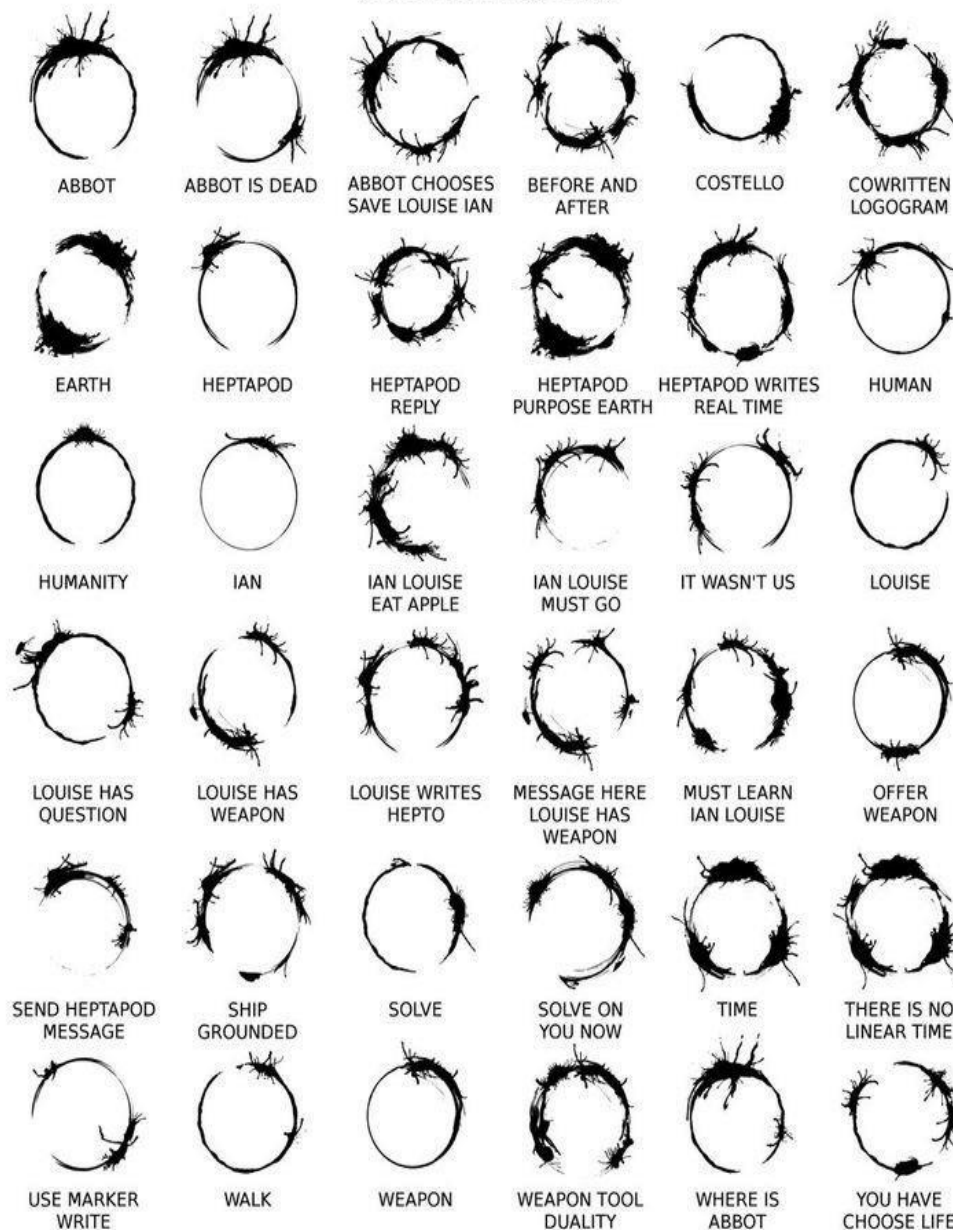 ABBOT
ABBOT IS DEAD
ABBOT CHOOSES
SAVE LOUISE IAN
BEFORE AND
AFTER
COSTELLO
COWRITTEN
LOGOGRAM
EARTH
HEPTAPOD
HEPTAPOD
REPLY
HEPTAPOD
PURPOSE EARTH
HEPTAPOD WRITES
REAL TIME
HUMAN
HUMANITY
IAN
IAN LOUISE
EAT APPLE
IAN LOUISE
MUST GO
IT WASN'T US
LOUISE
LOUISE HAS
QUESTION
LOUISE HAS
WEAPON
LOUISE WRITES
HEPTO
MESSAGE HERE
LOUISE HAS
WEAPON
MUST LEARN
IAN LOUISE
OFFER
WEAPON
SEND HEPTAPOD
MESSAGE
SHIP
GROUNDED
SOLVE
SOLVE ON
YOU NOW
TIME
THERE IS NO
LINEAR TIME
USE MARKER
WRITE
WALK
WEAPON
WEAPON TOOL
DUALITY
WHERE IS
ABBOT
YOU HAVE
CHOOSE LIFE